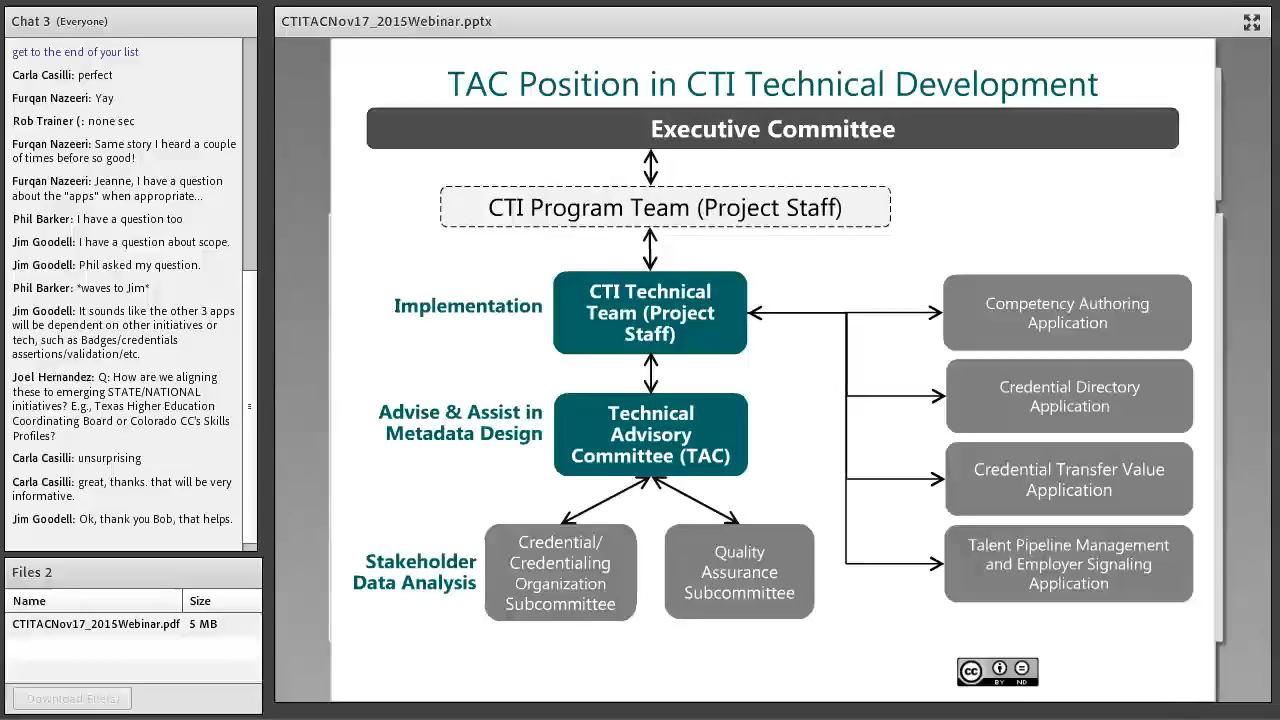 Chat 3 (Everyone)
get to the end of your list
Carla Casilli: perfect
Furqan Nazeeri: Yay
Rob Trainer (: none sec
Furqan Nazeeri: Same story I heard a couple
of times before so good!
Furqan Nazeeri: Jeanne, I have a question
about the "apps" when appropriate...
Phil Barker: I have a question too
Jim Goodell: I have a question about scope.
Jim Goodell: Phil asked my question.
Phil Barker: *waves to Jim*
Jim Goodell: It sounds like the other 3 apps
will be dependent on other initiatives or
tech, such as Badges/credentials
assertions/validation/etc.
Joel Hernandez: Q: How are we aligning
these to emerging STATE/NATIONAL
initiatives? E.g., Texas Higher Education
Coordinating Board or Colorado CC's Skills
Profiles?
Carla Casilli: unsurprising
Carla Casilli: great, thanks. that will be very
informative.
Jim Goodell: Ok, thank you Bob, that helps.
Files 2
Name Size
CTITACNov17_2015Webinar.pdf 5 MB
Download File(s)
CTITACNov17_2015Webinar.pptx
TAC Position in CTI Technical Development
Executive Committee
CTI Program Team (Project Staff)
Implementation
CTI Technical
Team (Project
Staff)
Advise & Assist in
Metadata Design
Technical
Advisory
Committee (TAC)
Stakeholder
Data Analysis
Credential/
Credentialing
Organization
Subcommittee
Quality
Assurance
Subcommittee
Competency Authoring
Application
Credential Directory
Application
Credential Transfer Value
Application
Talent Pipeline Management
and Employer Signaling
Application
cc
BY ND